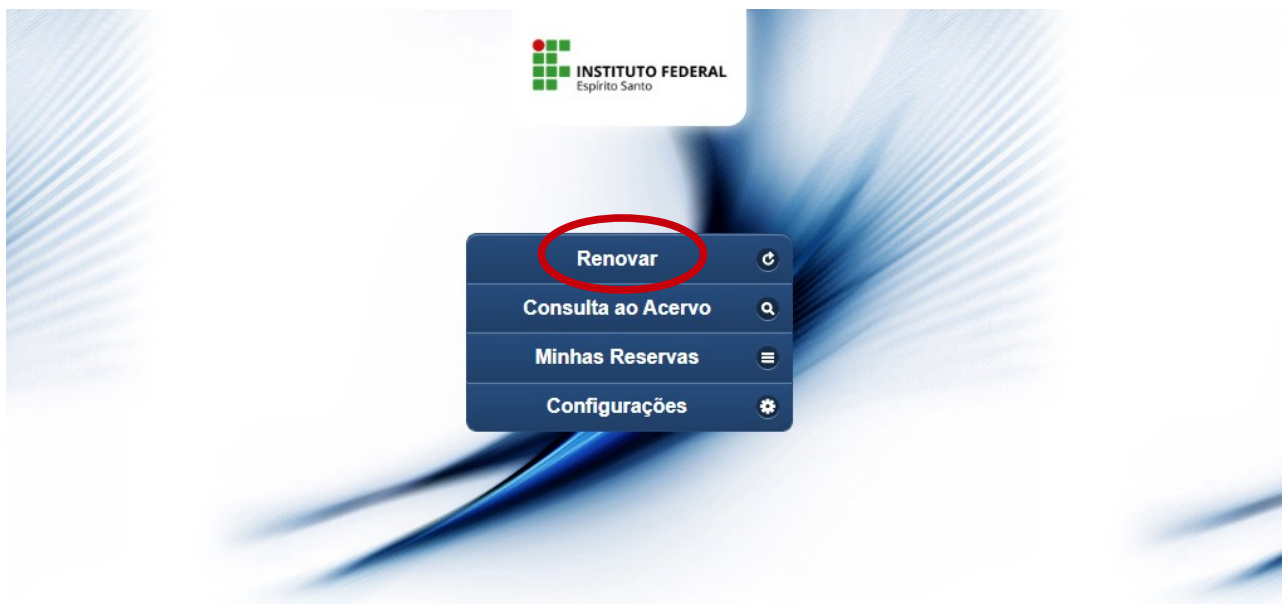 INSTITUTO FEDERAL
Espírito Santo
Renovar
Consulta ao Acervo
Minhas Reservas
Configurações